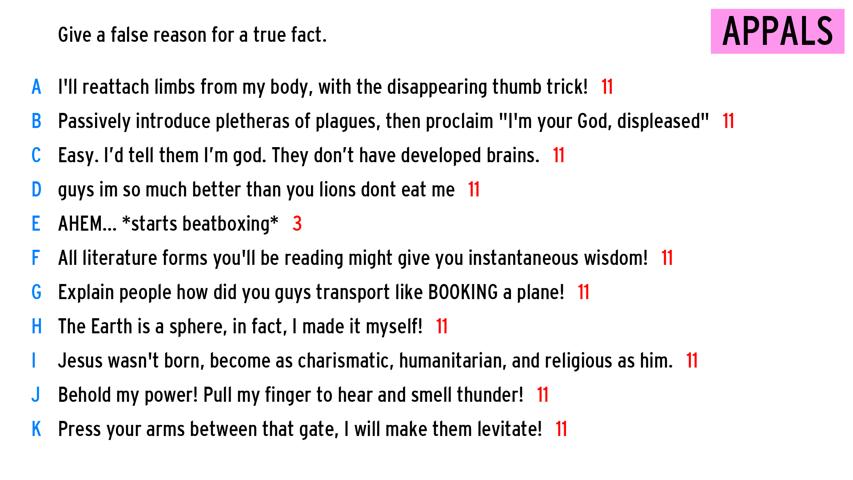 Give a false reason for a true fact.
APPALS
A I'll reattach limbs from my body, with the disappearing thumb trick! 11
B Passively introduce pletheras of plagues, then proclaim "I'm your God, displeased" 11
C Easy. I’d tell them I’m god. They don’t have developed brains. 11
D guys im so much better than you lions dont eat me 11
E AHEM... *starts beatboxing* 3
F All literature forms you'll be reading might give you instantaneous wisdom! 11
G Explain people how did you guys transport like BOOKING a plane! 11
H The Earth is a sphere, in fact, I made it myself! 11
I Jesus wasn't born, become as charismatic, humanitarian, and religious as him. 11
J Behold my power! Pull my finger to hear and smell thunder! 11
K Press your arms between that gate, I will make them levitate! 11